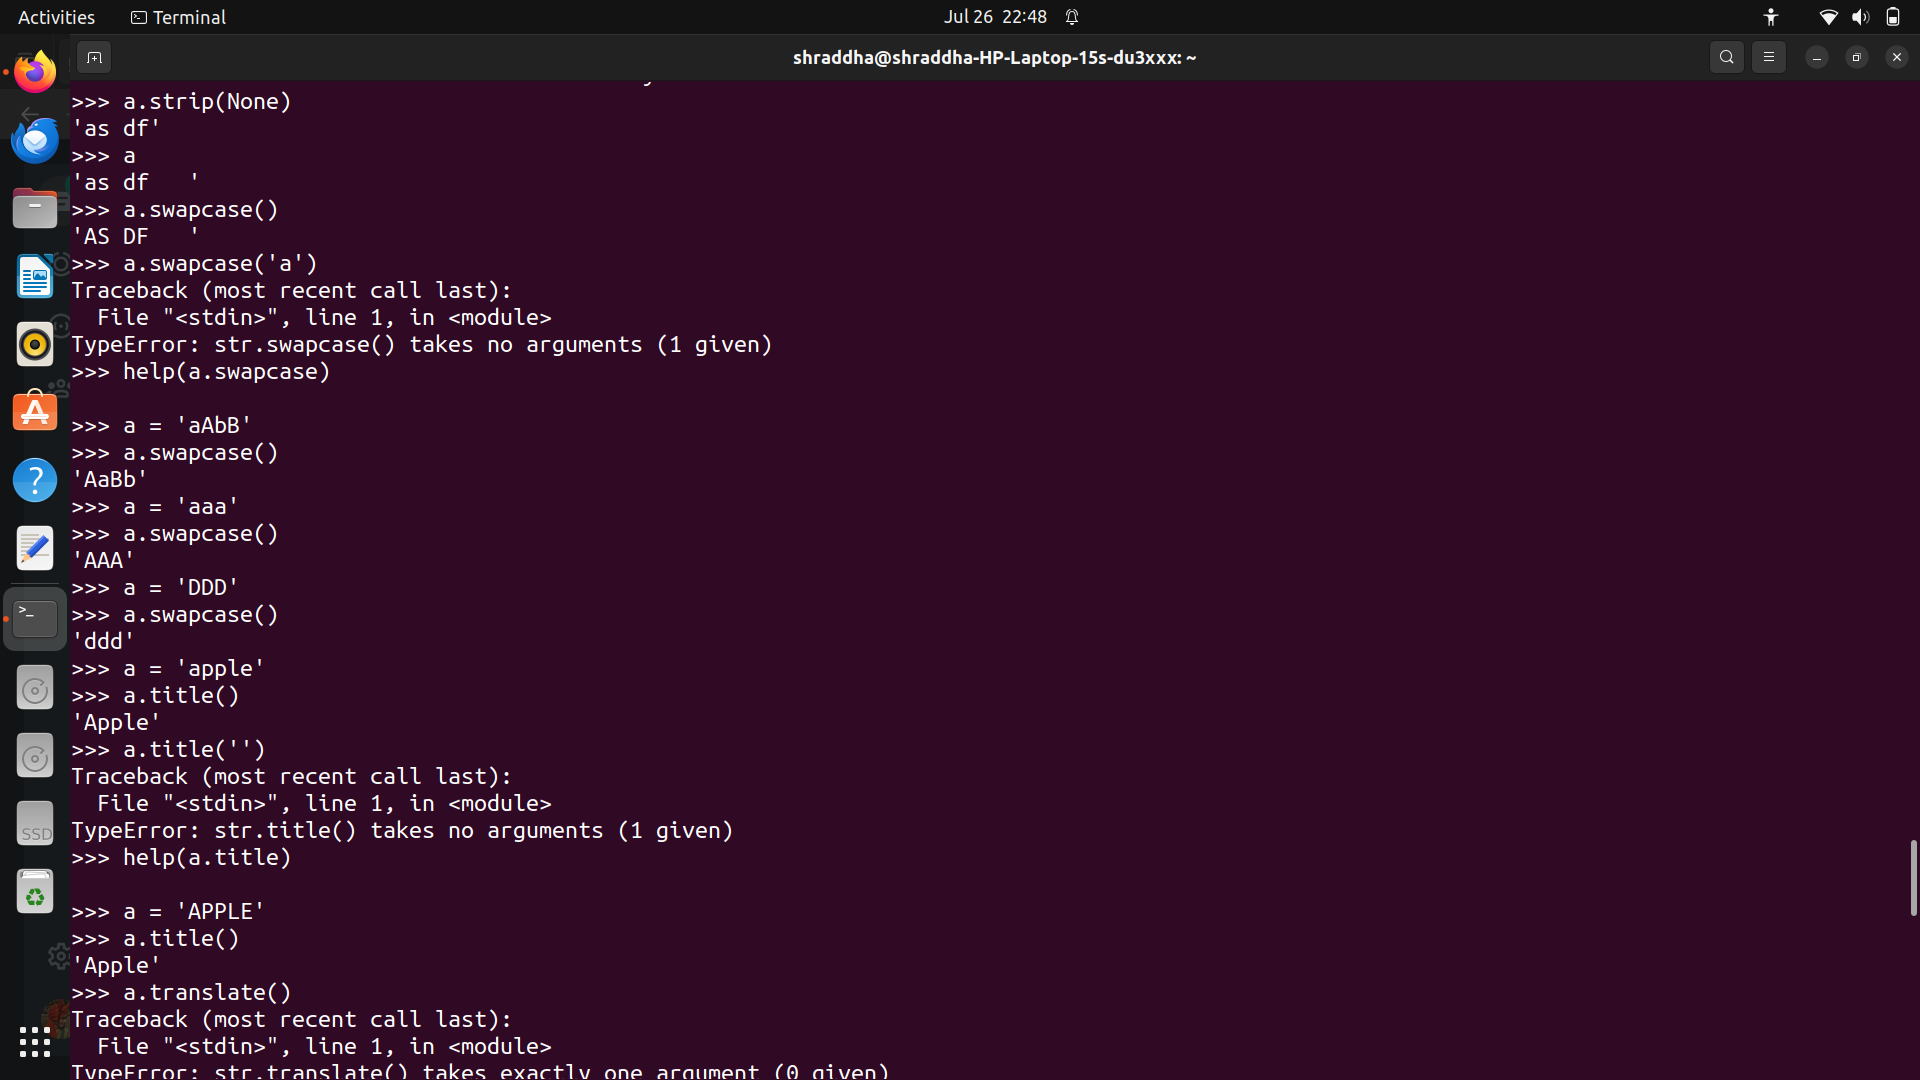 Activities
Terminal
Jul 26 22:48
shraddha@shraddha-HP-Laptop-15s-du3xxx: ~
>>> a.strip(None)
'as df'
>>> a
'as df   '
>>> a.swapcase()
'AS DF   '
>>> a.swapcase('a')
Traceback (most recent call last):
  File "<stdin>", line 1, in <module>
TypeError: str.swapcase() takes no arguments (1 given)
>>> help(a.swapcase)
>>> a = 'aAbB'
>>> a.swapcase()
'AaBb'
>>> a = 'aaa'
>>> a.swapcase()
'AAA'
>>> a = 'DDD'
>>> a.swapcase()
'ddd'
>>> a = 'apple'
>>> a.title()
'Apple'
>>> a.title('')
Traceback (most recent call last):
  File "<stdin>", line 1, in <module>
TypeError: str.title() takes no arguments (1 given)
>>> help(a.title)
>>> a = 'APPLE'
>>> a.title()
'Apple'
>>> a.translate()
Traceback (most recent call last):
  File "<stdin>", line 1, in <module>
TypeError: str.translate() takes exactly one argument (0 given)
SSD